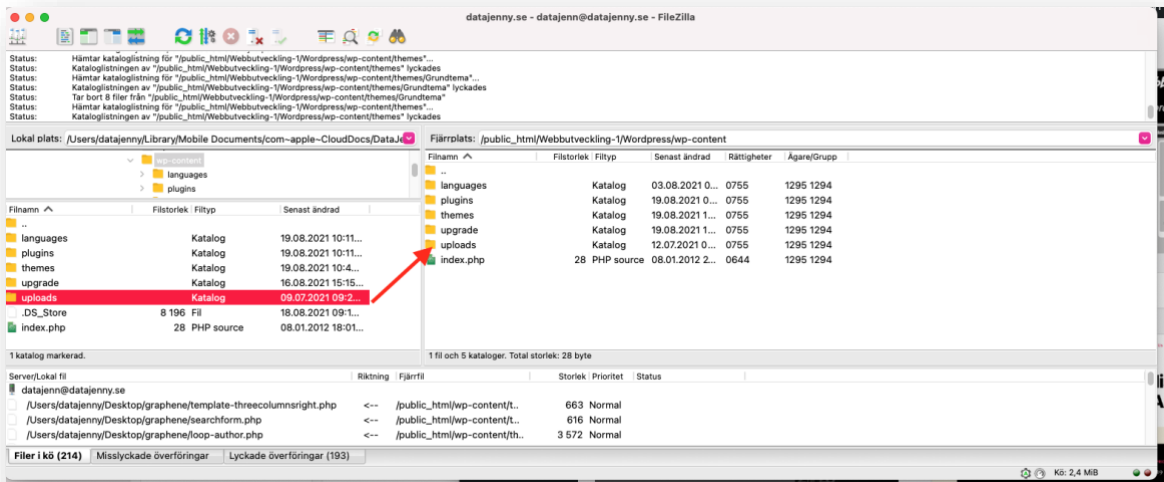 datajenny.se - datajenn@datajenny.se - FileZilla
Status: Hämtar kataloglistning för "/public_html/Webbutveckling-1/Wordpress/wp-content/themes"...
Status: Kataloglistningen av "/public_html/Webbutveckling-1/Wordpress/wp-content/themes" lyckades
Status: Hämtar kataloglistning för "/public_html/Webbutveckling-1/Wordpress/wp-content/themes/Grundtema"...
Status: Kataloglistningen av "/public_html/Webbutveckling-1/Wordpress/wp-content/themes/Grundtema" lyckades
Status: Tar bort 8 filer från "/public_html/Webbutveckling-1/Wordpress/wp-content/themes/Grundtema"
Status: Hämtar kataloglistning för "/public_html/Webbutveckling-1/Wordpress/wp-content/themes"...
Status: Kataloglistningen av "/public_html/Webbutveckling-1/Wordpress/wp-content/themes" lyckades
Lokal plats: /Users/datajenny/Library/Mobile Documents/com~apple~CloudDocs/DataJe
wp-content
languages
plugins
Filnamn Filstorlek Filtyp Senast ändrad
..
languages Katalog 19.08.2021 10:11...
plugins Katalog 19.08.2021 10:11...
themes Katalog 19.08.2021 10:4...
upgrade Katalog 16.08.2021 15:15...
uploads Katalog 09.07.2021 09:2...
.DS_Store 8 196 Fil 18.08.2021 09:1...
index.php 28 PHP source 08.01.2012 18:01...
1 katalog markerad.
Fjärrplats: /public_html/Webbutveckling-1/Wordpress/wp-content
Filnamn Filstorlek Filtyp Senast ändrad Rättigheter Ägare/Grupp
..
languages Katalog 03.08.2021 0... 0755 1295 1294
plugins Katalog 19.08.2021 0... 0755 1295 1294
themes Katalog 19.08.2021 1... 0755 1295 1294
upgrade Katalog 19.08.2021 1... 0755 1295 1294
uploads Katalog 12.07.2021 0... 0755 1295 1294
index.php 28 PHP source 08.01.2012 2... 0644 1295 1294
1 fil och 5 kataloger. Total storlek: 28 byte
Server/Lokal fil Riktning Fjärrfil Storlek Prioritet Status
datajenn@datajenny.se
/Users/datajenny/Desktop/graphene/template-threecolumnsright.php <-- /public_html/wp-content/t... 663 Normal
/Users/datajenny/Desktop/graphene/searchform.php <-- /public_html/wp-content/t... 616 Normal
/Users/datajenny/Desktop/graphene/loop-author.php <-- /public_html/wp-content/th... 3 572 Normal
Filer i kö (214) Misslyckade överföringar Lyckade överföringar (193)
Kö: 2,4 MiB